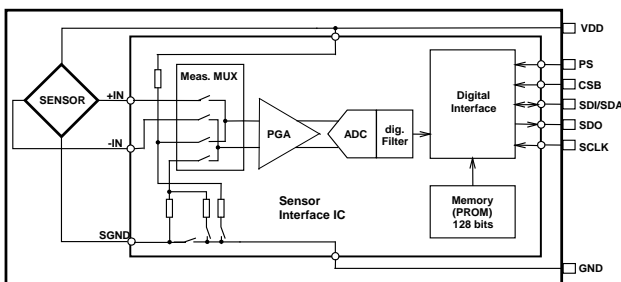 VDD
PS
CSB
SDI/SDA
SDO
SCLK
GND
SENSOR
+IN
-IN
SGND
Meas. MUX
PGA
ADC
dig.
Filter
Digital
Interface
Memory
(PROM)
128 bits
Sensor
Interface IC